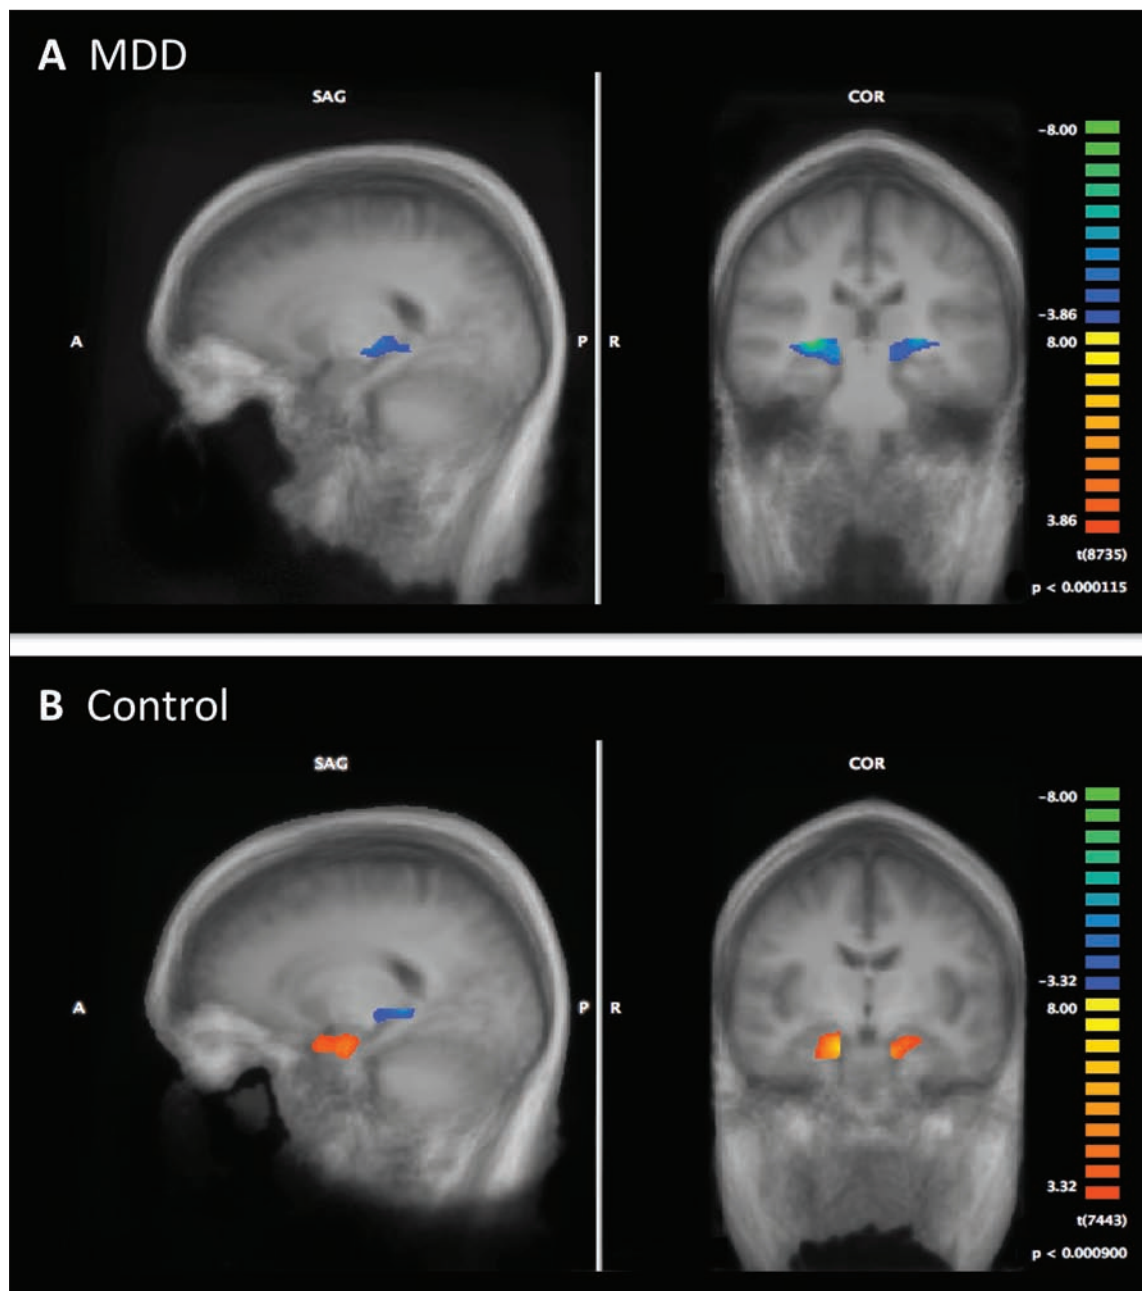 A MDD
SAG
COR
A
P
R
−8.00
−3.86
8.00
3.86
t(8735)
p < 0.000115
B Control
SAG
COR
A
P
R
−8.00
−3.32
8.00
3.32
t(7443)
p < 0.000900